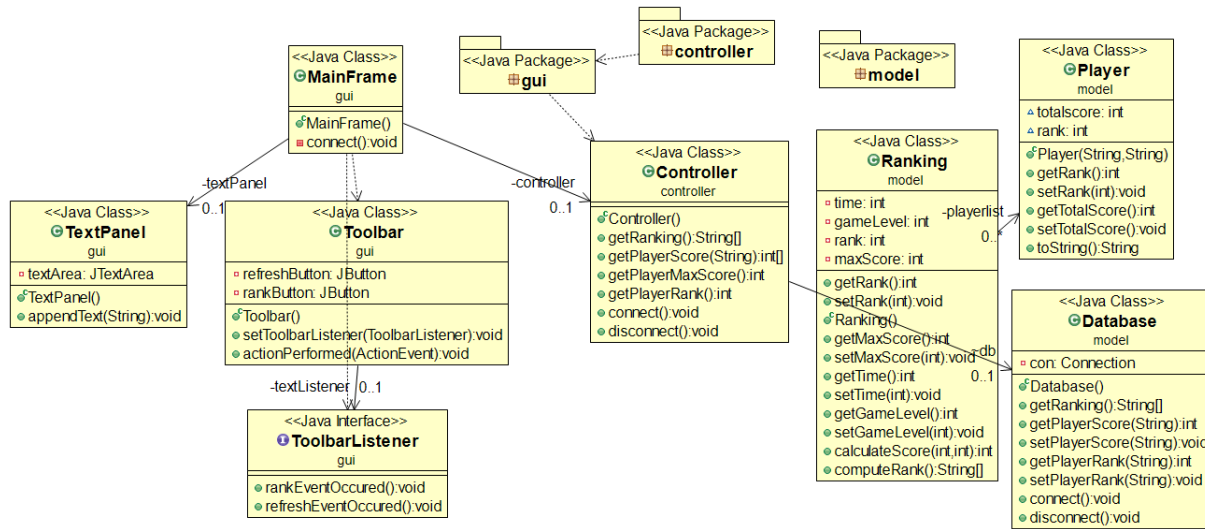 <<Java Package>>
controller
<<Java Package>>
gui
<<Java Package>>
model
<<Java Class>>
MainFrame
gui
MainFrame()
connect():void
-textPanel
0..1
-controller
0..1
<<Java Class>>
TextPanel
gui
textArea: JTextArea
TextPanel()
appendText(String):void
<<Java Class>>
Toolbar
gui
refreshButton: JButton
rankButton: JButton
Toolbar()
setToolbarListener(ToolbarListener):void
actionPerformed(ActionEvent):void
-textListener
0..1
<<Java Interface>>
ToolbarListener
gui
rankEventOccured():void
refreshEventOccured():void
<<Java Class>>
Controller
controller
Controller()
getRanking():String[]
getPlayerScore(String):int[]
getPlayerMaxScore():int
getPlayerRank():int
connect():void
disconnect():void
<<Java Class>>
Ranking
model
time: int
gameLevel: int
rank: int
maxScore: int
getRank():int
setRank(int):void
Ranking()
getMaxScore():int
setMaxScore(int):void
getTime():int
setTime(int):void
getGameLevel():int
setGameLevel(int):void
calculateScore(int,int):int
computeRank():String[]
-playerlist
0..*
~db
0..1
<<Java Class>>
Player
model
totalscore: int
rank: int
Player(String,String)
getRank():int
setRank(int):void
getTotalScore():int
setTotalScore():void
toString():String
<<Java Class>>
Database
model
con: Connection
Database()
getRanking():String[]
getPlayerScore(String):int
setPlayerScore(String):void
getPlayerRank(String):int
setPlayerRank(String):void
connect():void
disconnect():void